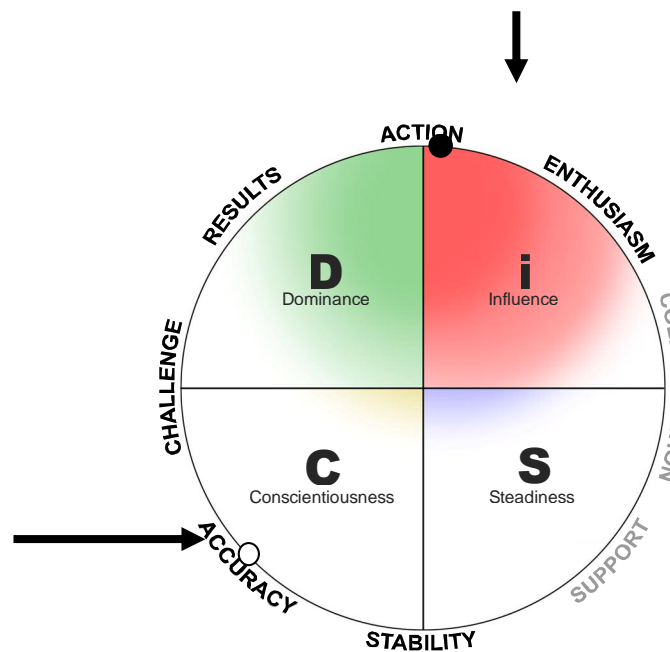 ACTION
RESULTS
ENTHUSIASM
D
Dominance
i
Influence
CHALLENGE
C
Conscientiousness
S
Steadiness
ACCURACY
SUPPORT
STABILITY